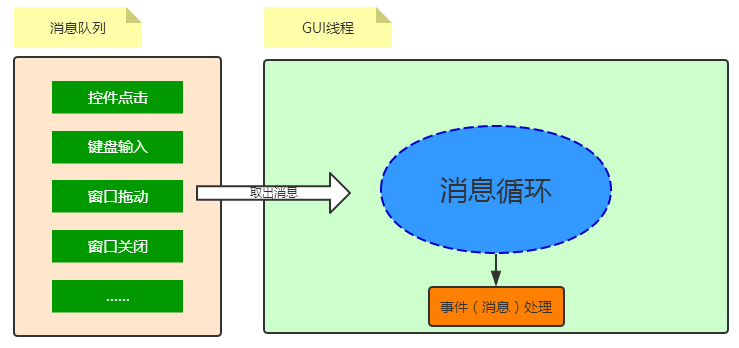 消息队列
GUI线程
控件点击
键盘输入
窗口拖动
窗口关闭
......
取出消息
消息循环
事件（消息）处理